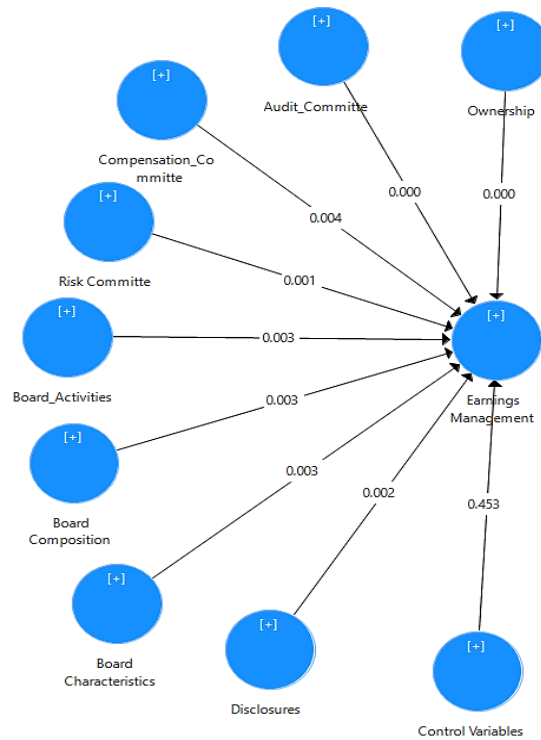 [+]
Audit_Committe
[+]
Ownership
[+]
Compensation_Co
mmitte
0.000
0.000
0.004
[+]
Risk Committe
0.001
[+]
Board_Activities
0.003
[+]
Earnings
Management
0.003
[+]
Board
Composition
0.003
0.002
0.453
[+]
Board
Characteristics
[+]
Disclosures
[+]
Control Variables